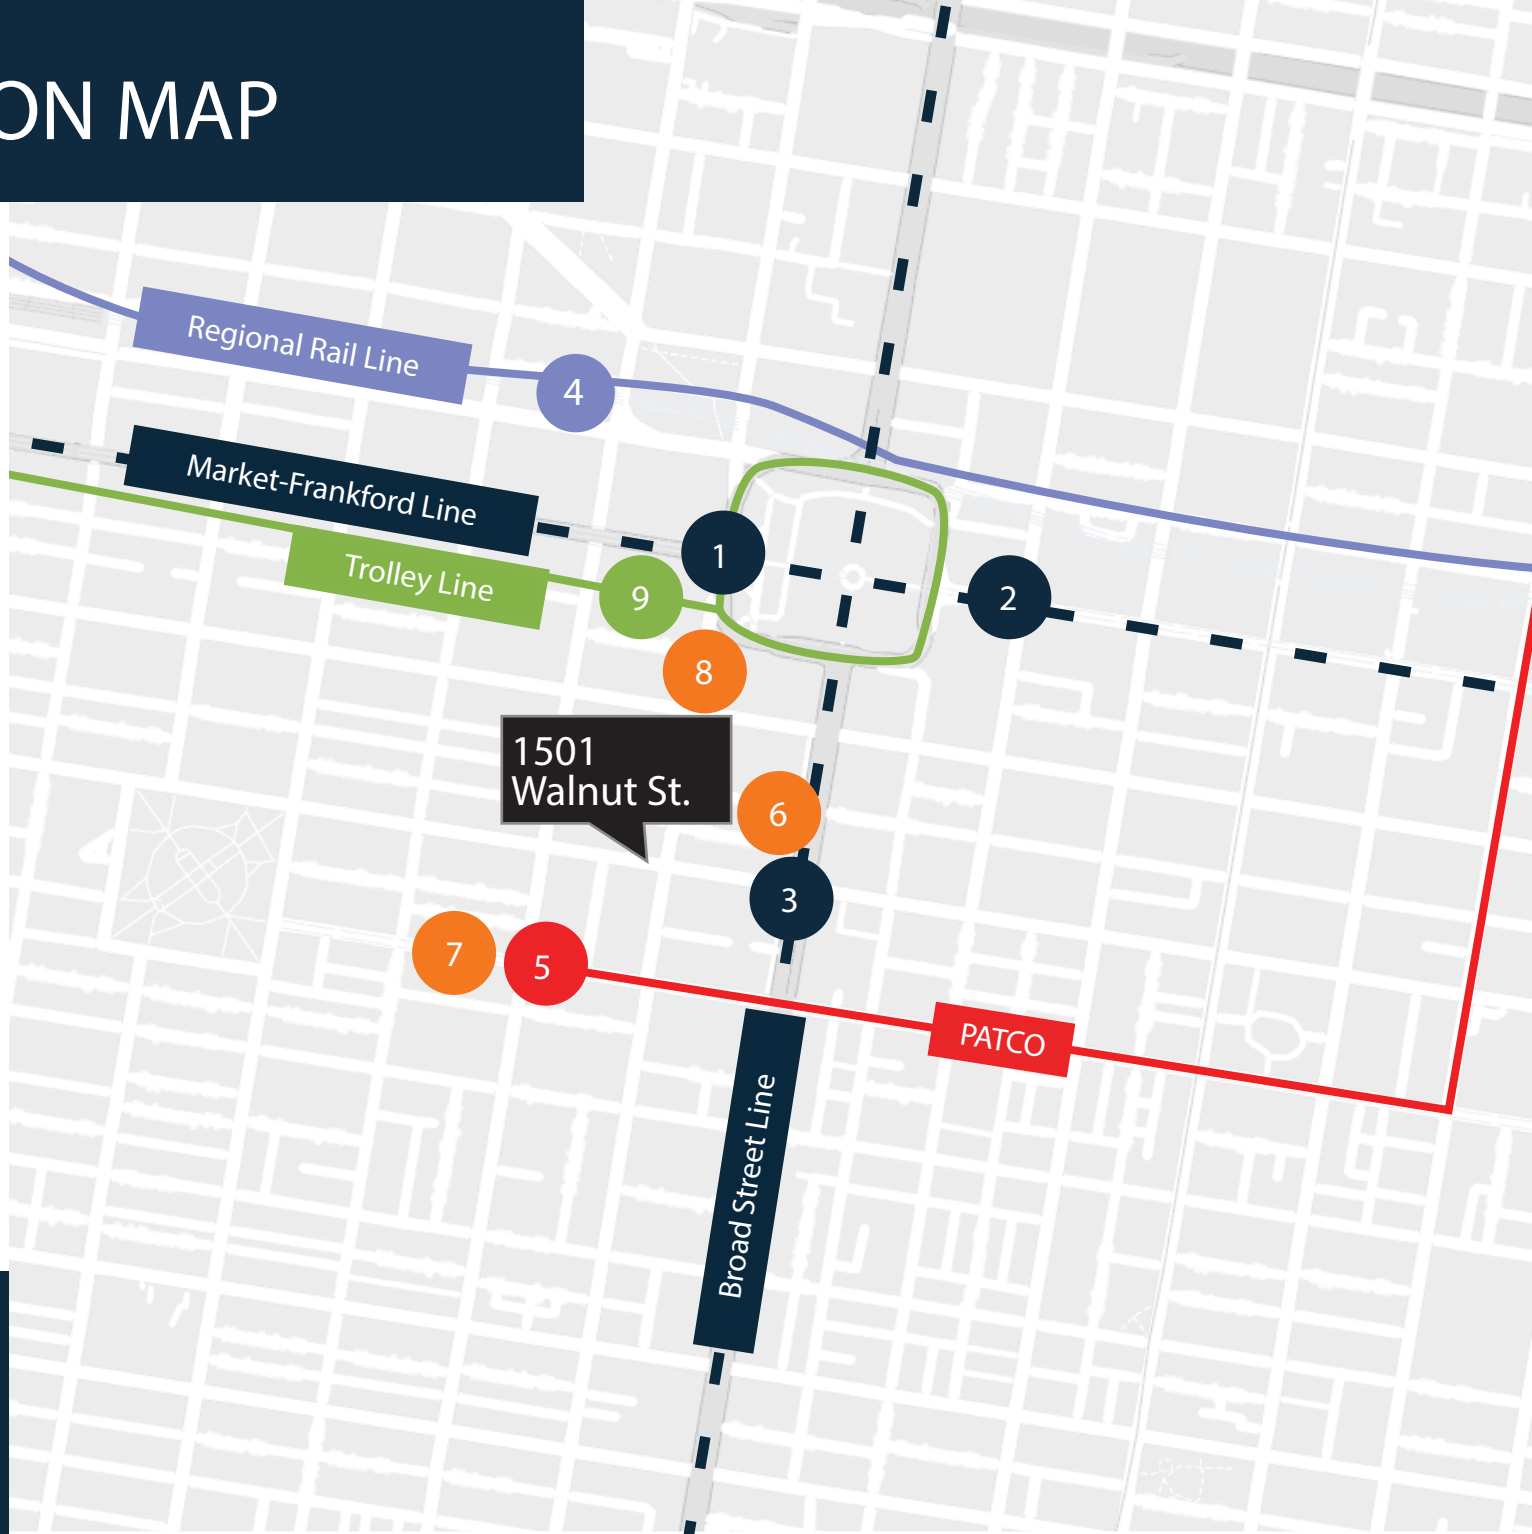 ON MAP
Regional Rail Line
4
Market-Frankford Line
1
Trolley Line
9
2
8
1501
Walnut St.
6
3
7
5
PATCO
Broad Street Line